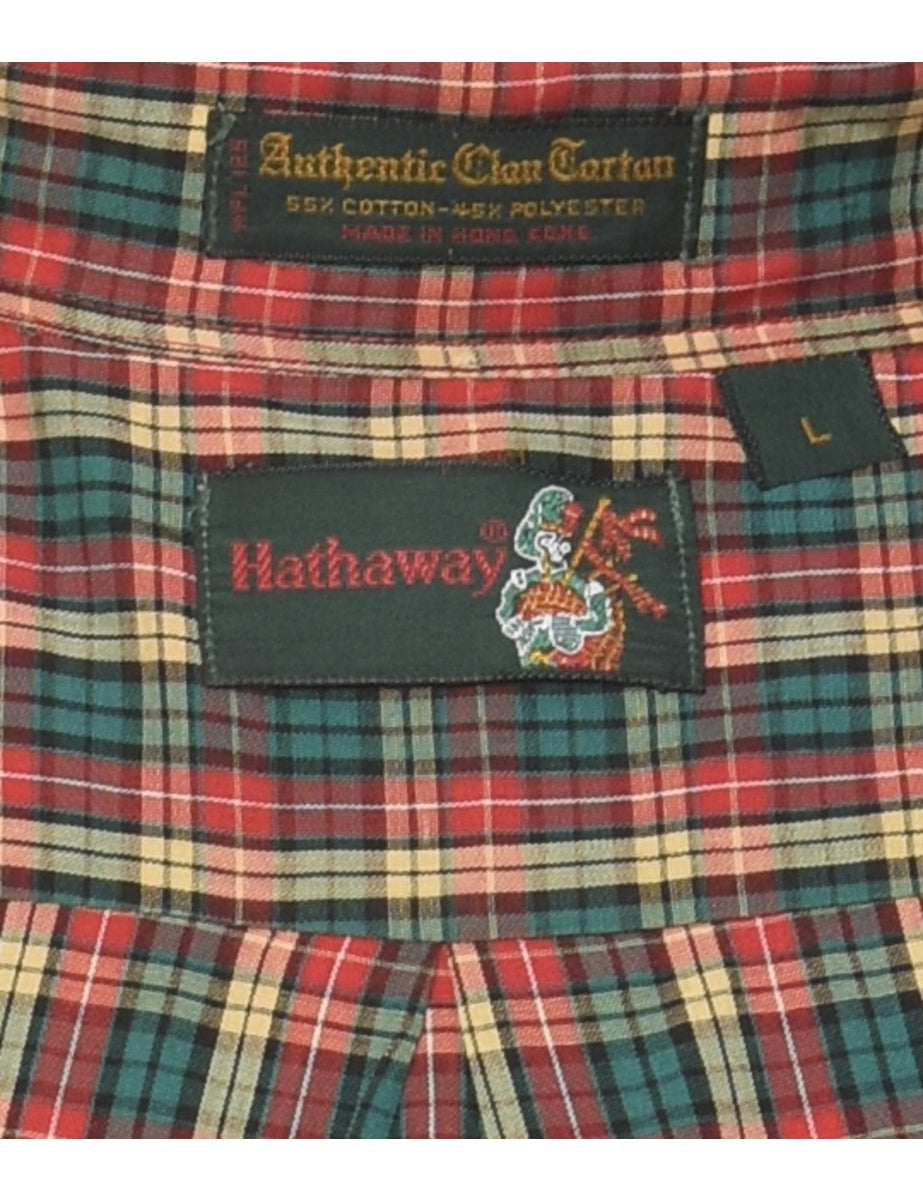 Authentic Clan Tartan
55% COTTON-45% POLYESTER
MADE IN HONG KONG
L
Hathaway®